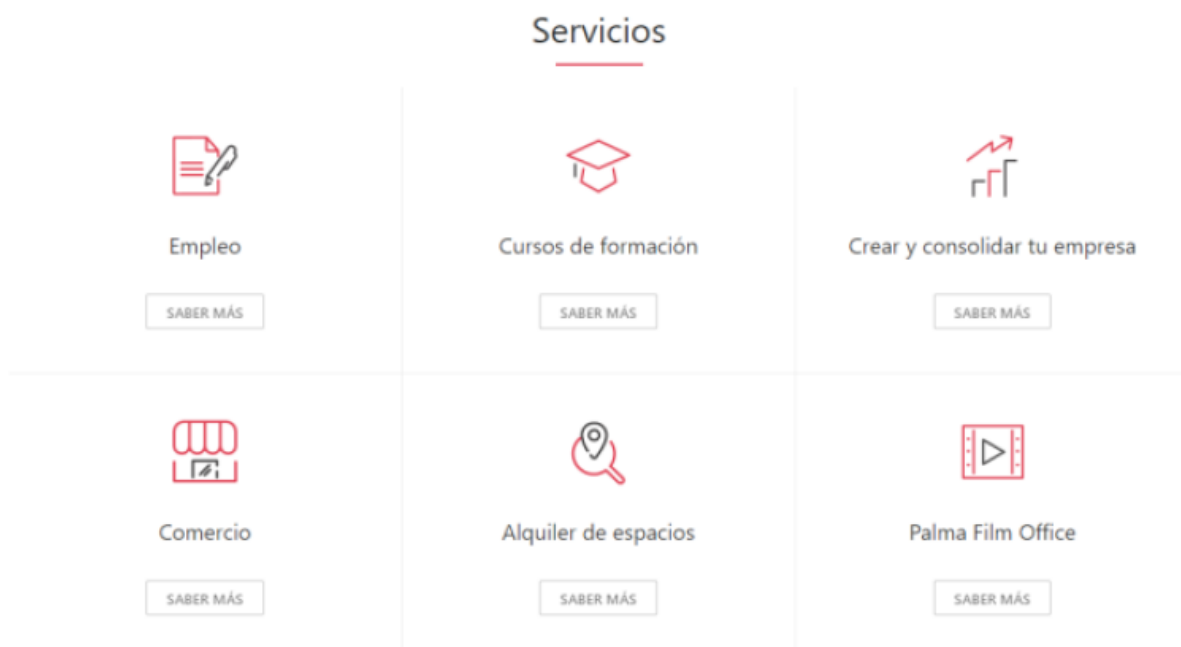 Servicios
Empleo
Cursos de formación
Crear y consolidar tu empresa
SABER MÁS
SABER MÁS
SABER MÁS
Comercio
Alquiler de espacios
Palma Film Office
SABER MÁS
SABER MÁS
SABER MÁS